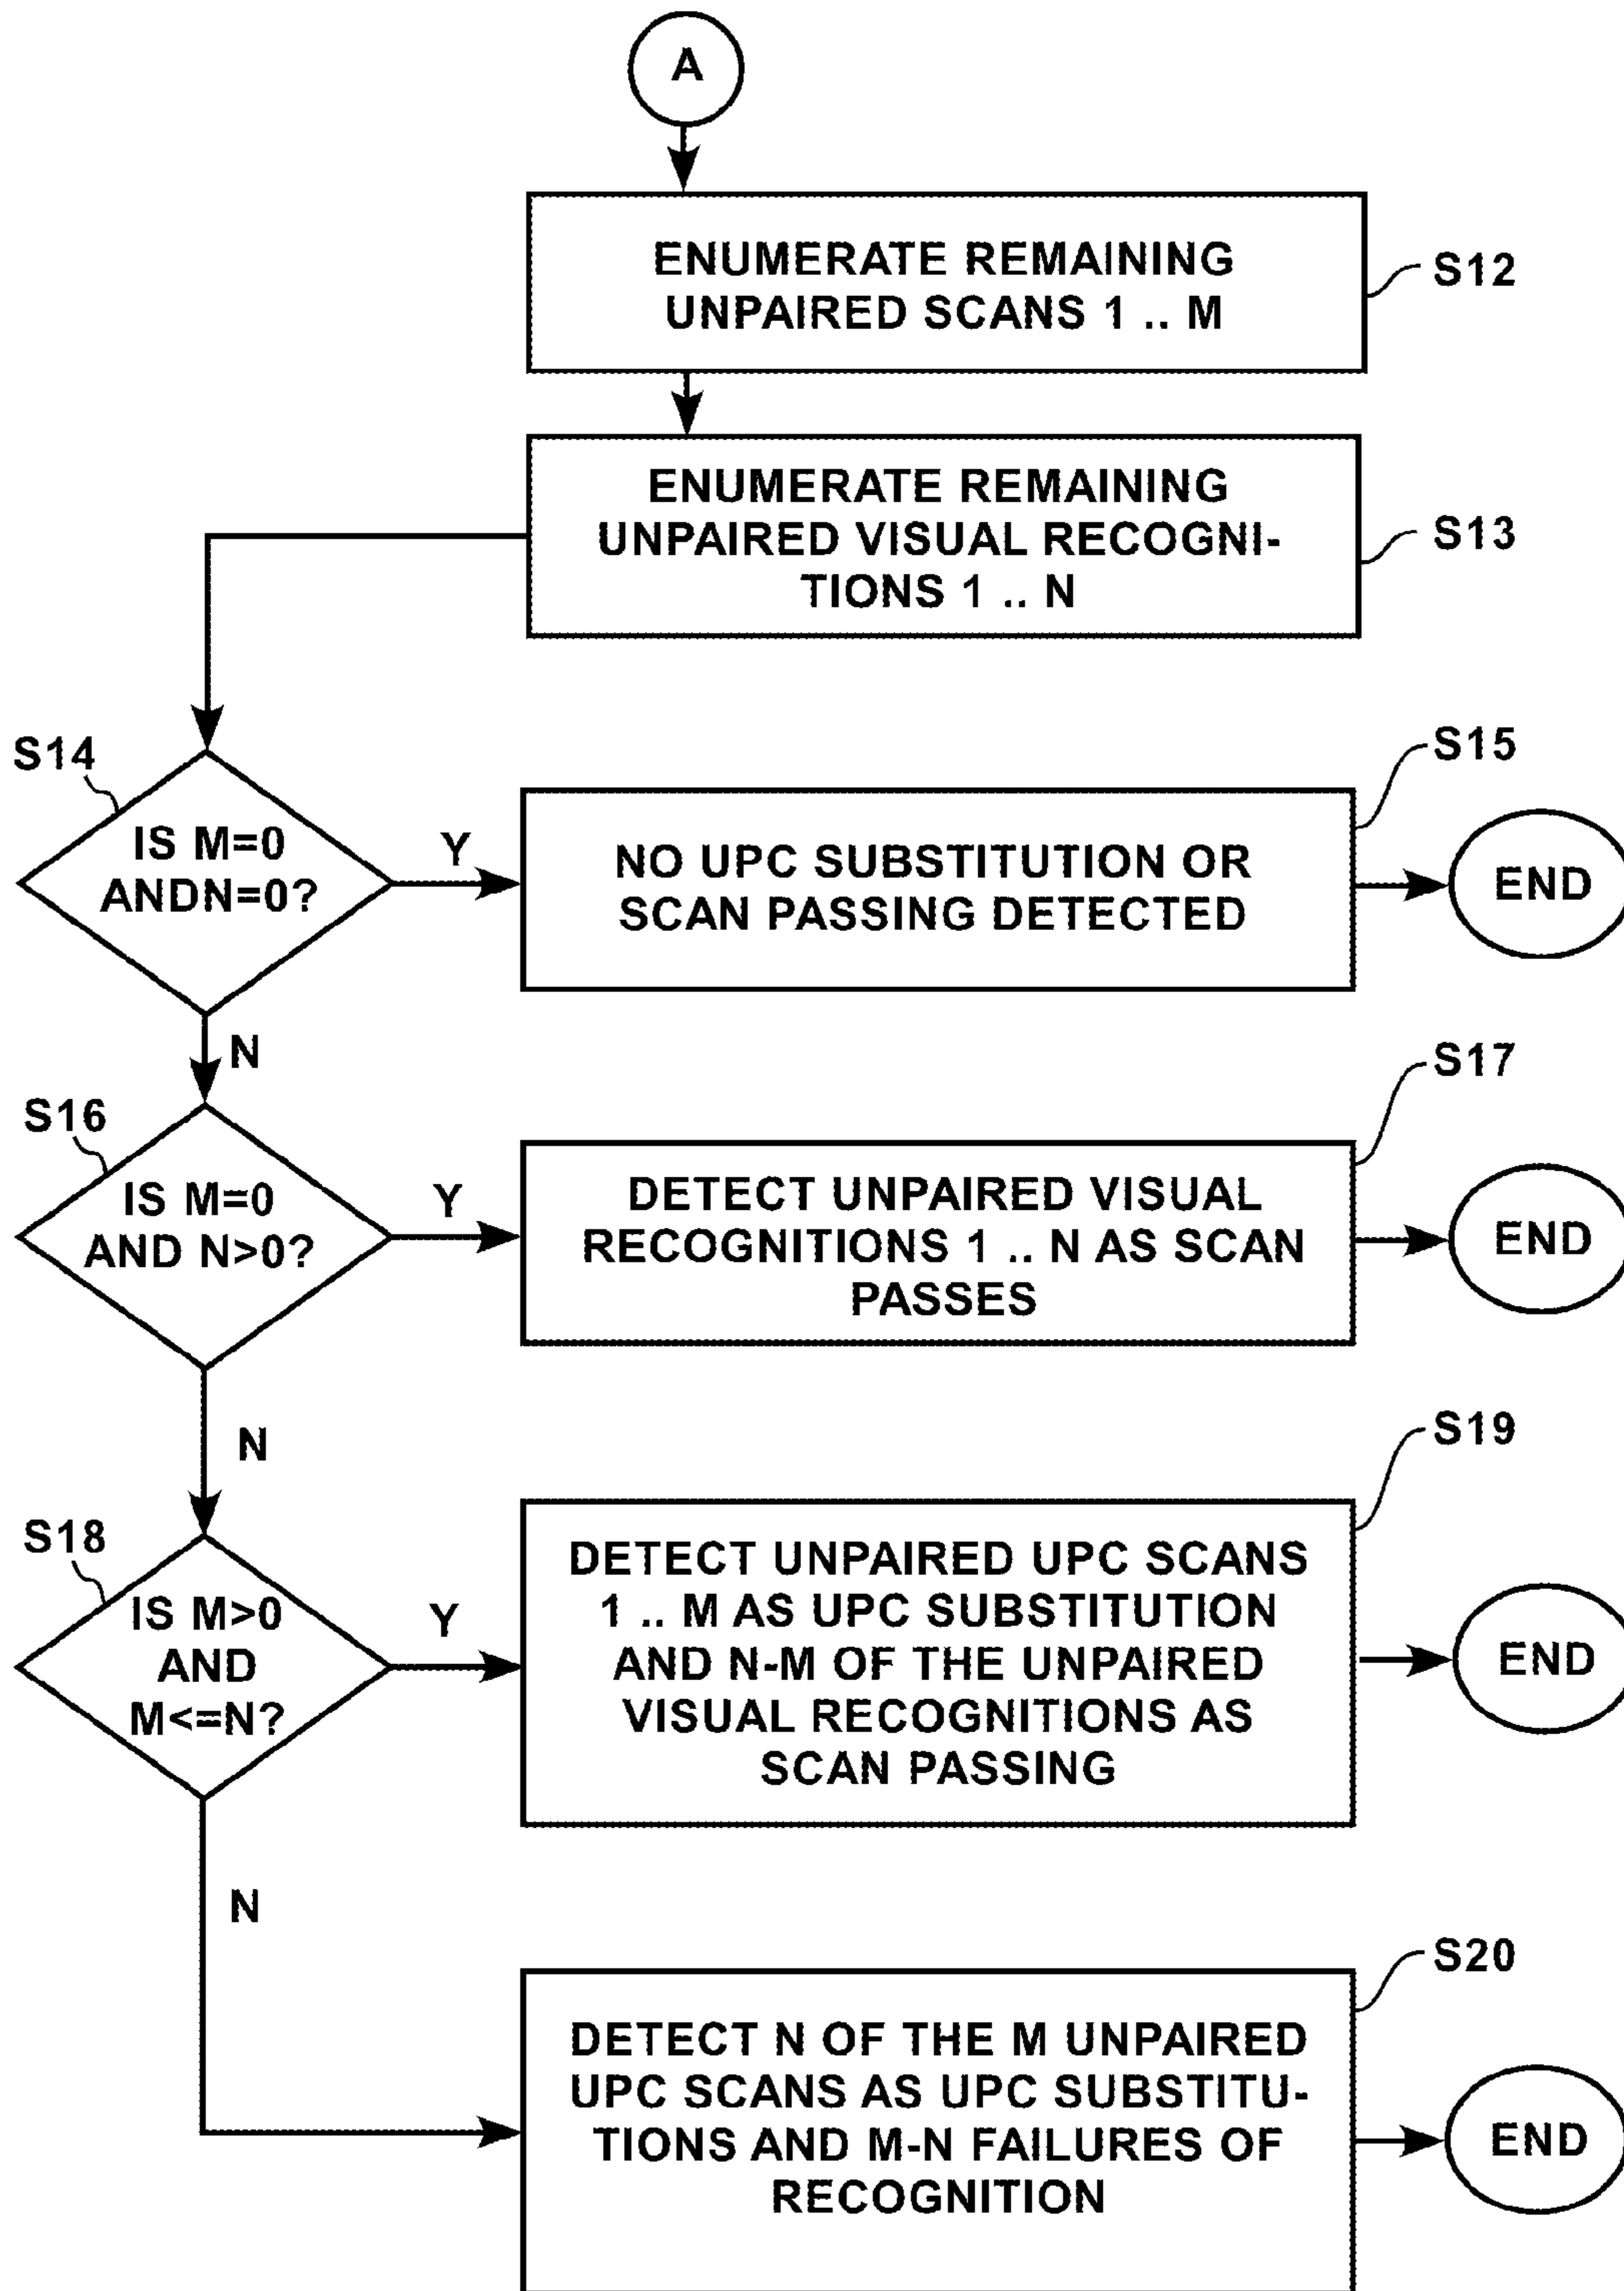 A
ENUMERATE REMAINING
UNPAIRED SCANS 1 .. M
S12
ENUMERATE REMAINING
UNPAIRED VISUAL RECOGNI-
TIONS 1 .. N
S13
S14
IS M=0
ANDN=0?
Y
NO UPC SUBSTITUTION OR
SCAN PASSING DETECTED
S15
END
N
S16
IS M=0
AND N>0?
Y
DETECT UNPAIRED VISUAL
RECOGNITIONS 1 .. N AS SCAN
PASSES
S17
END
N
S18
IS M>0
AND
M<=N?
Y
DETECT UNPAIRED UPC SCANS
1 .. M AS UPC SUBSTITUTION
AND N-M OF THE UNPAIRED
VISUAL RECOGNITIONS AS
SCAN PASSING
S19
END
N
DETECT N OF THE M UNPAIRED
UPC SCANS AS UPC SUBSTITU-
TIONS AND M-N FAILURES OF
RECOGNITION
S20
END